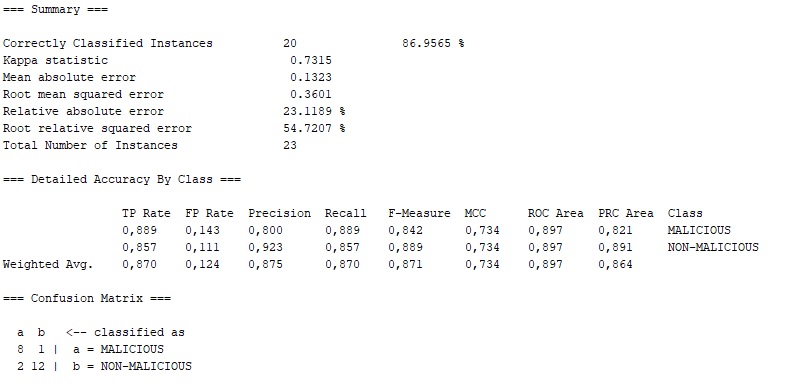 === Summary ===
Correctly Classified Instances 20 86.9565 %
Kappa statistic 0.7315
Mean absolute error 0.1323
Root mean squared error 0.3601
Relative absolute error 23.1189 %
Root relative squared error 54.7207 %
Total Number of Instances 23
=== Detailed Accuracy By Class ===
TP Rate FP Rate Precision Recall F-Measure MCC ROC Area PRC Area Class
0,889 0,143 0,800 0,889 0,842 0,734 0,897 0,821 MALICIOUS
0,857 0,111 0,923 0,857 0,889 0,734 0,897 0,891 NON-MALICIOUS
Weighted Avg. 0,870 0,124 0,875 0,870 0,871 0,734 0,897 0,864
=== Confusion Matrix ===
a b <-- classified as
8 1 | a = MALICIOUS
2 12 | b = NON-MALICIOUS